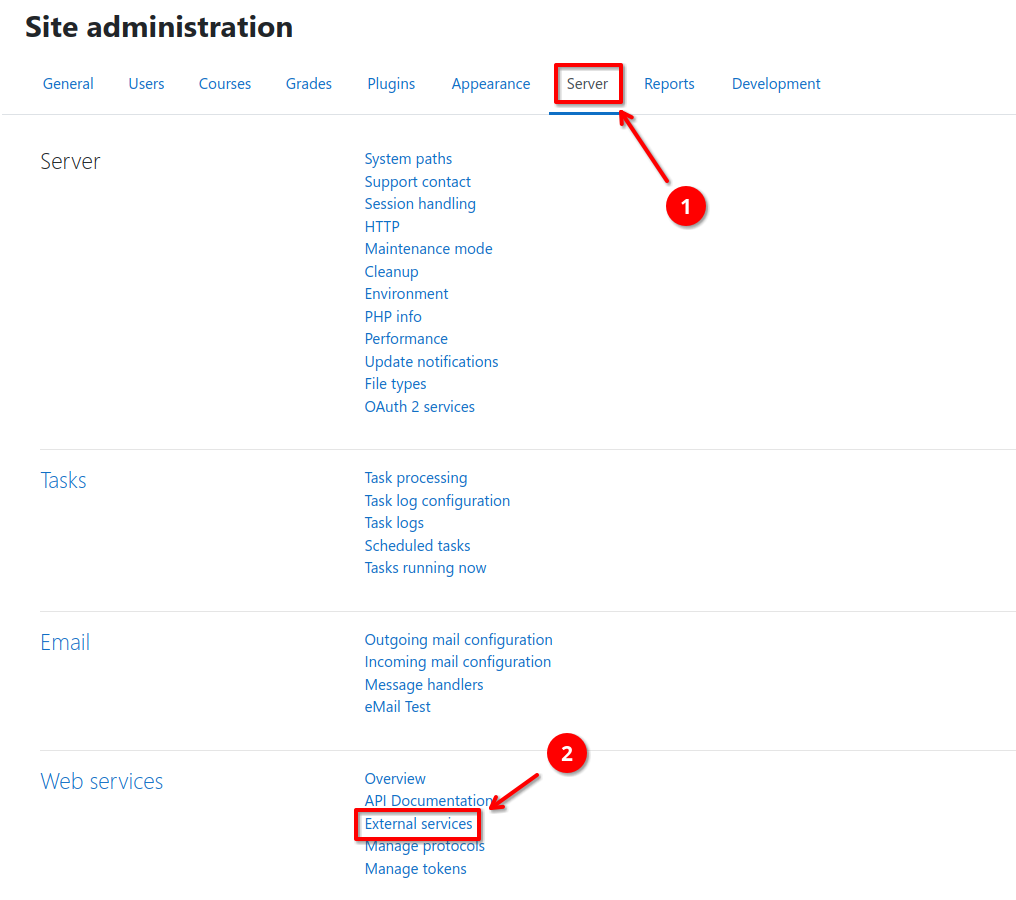 Site administration
General Users Courses Grades Plugins Appearance Server Reports Development
1
Server
System paths
Support contact
Session handling
HTTP
Maintenance mode
Cleanup
Environment
PHP info
Performance
Update notifications
File types
OAuth 2 services
Tasks
Task processing
Task log configuration
Task logs
Scheduled tasks
Tasks running now
Email
Outgoing mail configuration
Incoming mail configuration
Message handlers
eMail Test
2
Web services
Overview
API Documentation
External services
Manage protocols
Manage tokens